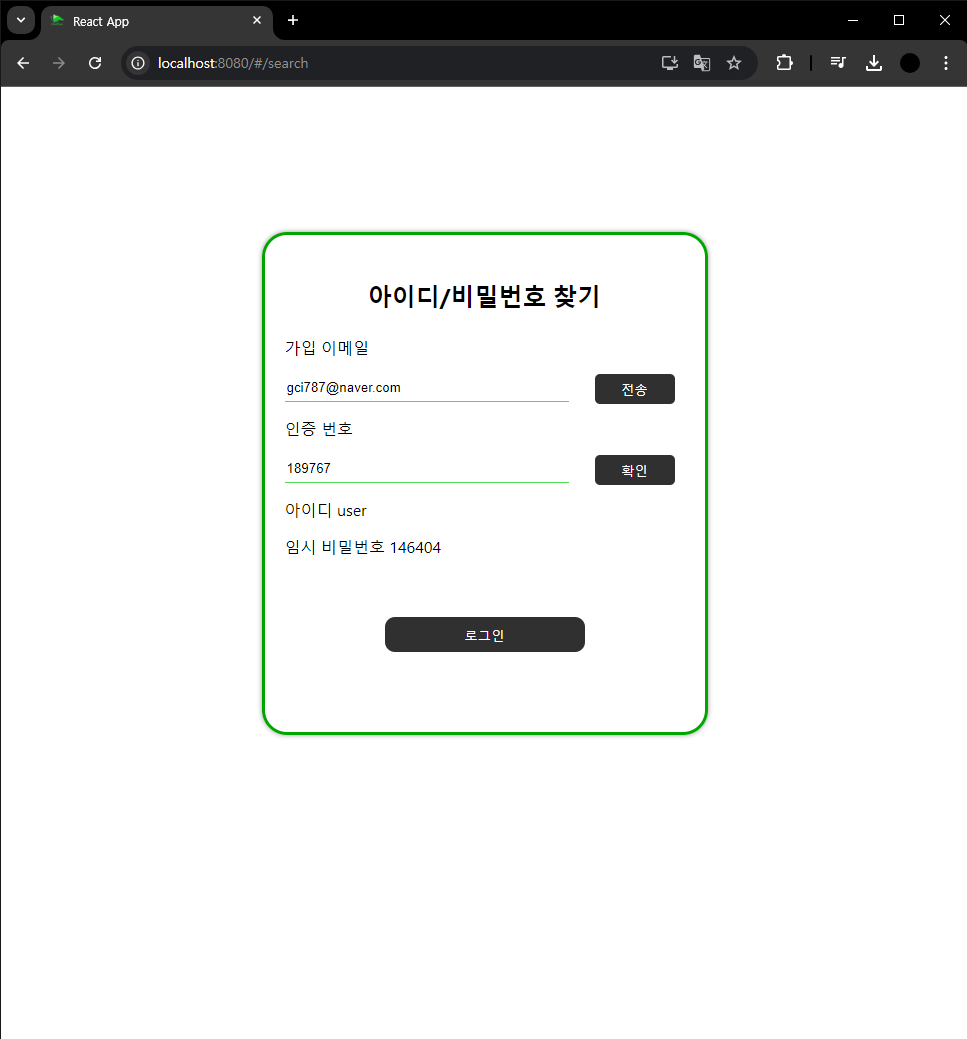 React App
localhost:8080/#/search
아이디/비밀번호 찾기
가입 이메일
gci787@naver.com 전송
인증 번호
189767 확인
아이디 user
임시 비밀번호 146404
로그인